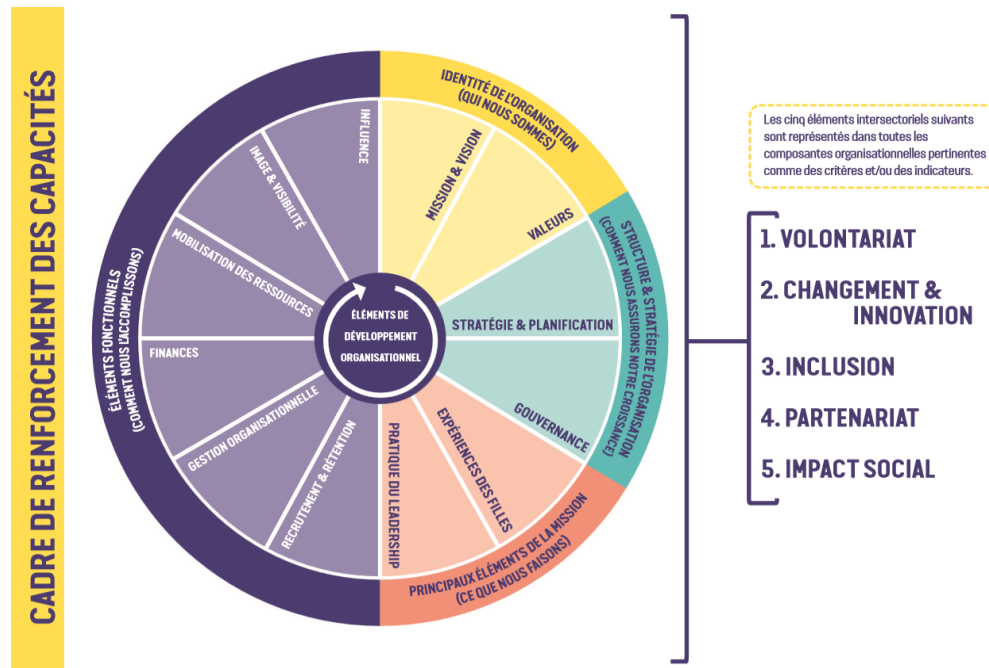 CADRE DE RENFORCEMENT DES CAPACITÉS
ÉLÉMENTS FONCTIONNELS
(COMMENT NOUS L'ACCOMPLISSONS)
IDENTITÉ DE L'ORGANISATION
(QUI NOUS SOMMES)
STRUCTURE & STRATÉGIE DE L'ORGANISATION
(COMMENT NOUS ASSURONS NOTRE CROISSANCE)
PRINCIPAUX ÉLÉMENTS DE LA MISSION
(CE QUE NOUS FAISONS)
MISSION & VISION
VALEURS
STRATÉGIE & PLANIFICATION
GOUVERNANCE
EXPÉRIENCES DES FILLES
PRATIQUE DU LEADERSHIP
RECRUTEMENT & RÉTENTION
GESTION ORGANISATIONNELLE
FINANCES
MOBILISATION DES RESSOURCES
IMAGE & VISIBILITÉ
INFLUENCE
ÉLÉMENTS DE
DÉVELOPPEMENT
ORGANISATIONNEL
Les cinq éléments intersectoriels suivants
sont représentés dans toutes les
composantes organisationnelles pertinentes
comme des critères et/ou des indicateurs.
1. VOLONTARIAT
2. CHANGEMENT &
INNOVATION
3. INCLUSION
4. PARTENARIAT
5. IMPACT SOCIAL